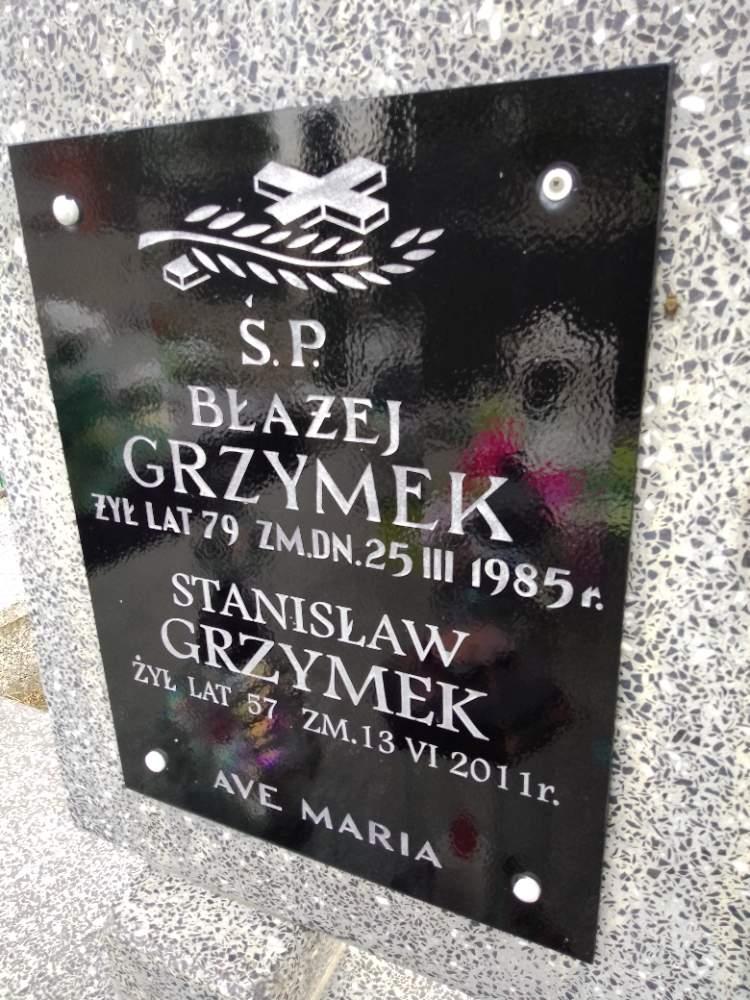 Ś.P.
BŁAŻEJ
GRZYMEK
ŻYŁ LAT 79 ZM.DN.25 III 1985r.
STANISŁAW
GRZYMEK
ŻYŁ LAT 57 ZM.13 VI 2011r.
AVE MARIA